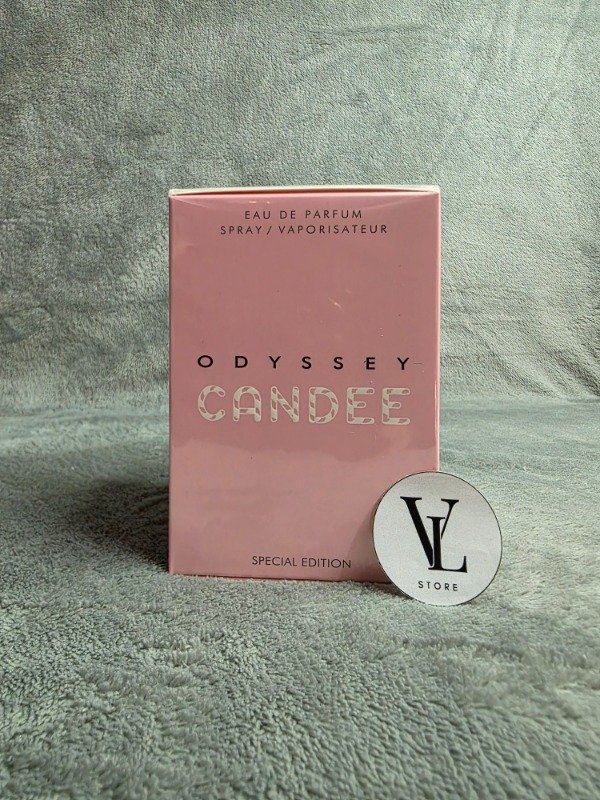 EAU DE PARFUM
SPRAY / VAPORISATEUR
ODYSSEY
CANDEE
SPECIAL EDITION
VL
STORE